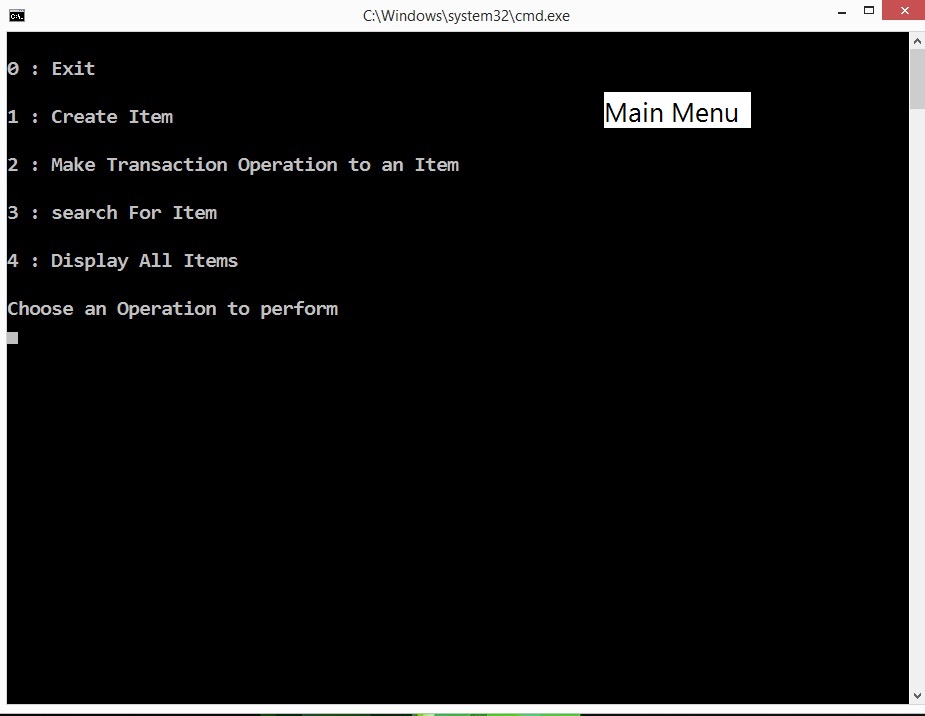 C:\Windows\system32\cmd.exe
0 : Exit
1 : Create Item
Main Menu
2 : Make Transaction Operation to an Item
3 : search For Item
4 : Display All Items
Choose an Operation to perform